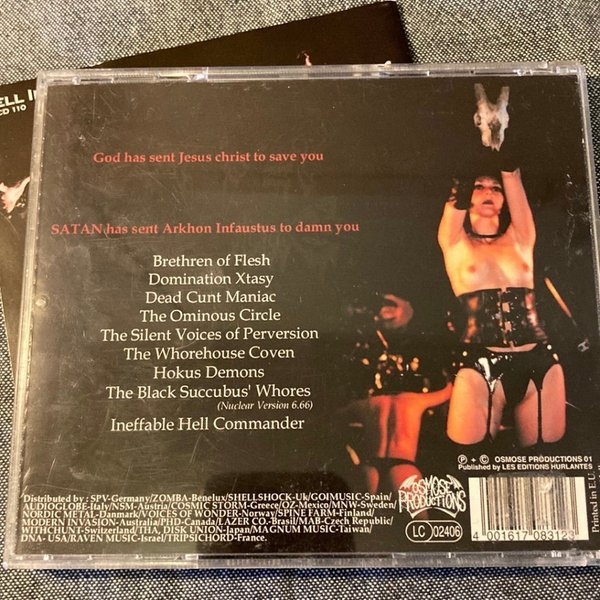 ELL I
CD 110
God has sent Jesus christ to save you
SATAN has sent Arkhon Infaustus to damn you
Brethren of Flesh
Domination Xtasy
Dead Cunt Maniac
The Ominous Circle
The Silent Voices of Perversion
The Whorehouse Coven
Hokus Demons
The Black Succubus' Whores
(Nuclear Version 6.66)
Ineffable Hell Commander
OSMOSE PRODUCTIONS
P + C OSMOSE PRODUCTIONS 01
Published by LES EDITIONS HURLANTES
Distributed by : SPV-Germany/ZOMBA-Benelux/SHELLSHOCK-Uk/GOIMUSIC-Spain/
AUDIOGLOBE-Italy/NSM-Austria/COSMIC STORM-Greece/OZ-Mexico/MNW-Sweden/
NORDIC METAL-Danmark/VOICES OF WONDER-Norway/SPINE FARM-Finland/
MODERN INVASION-Australia/PHD-Canada/LAZER CO.-Brasil/MAB-Czech Republic/
WITCHUNT-Switzerland/THA, DISK UNION-Japan/MAGNUM MUSIC-Taiwan/
DNA - USA/RAVEN MUSIC-Israel/TRIPSICHORD-France.
LC 02406
4 001617 083123
Printed in E.U.